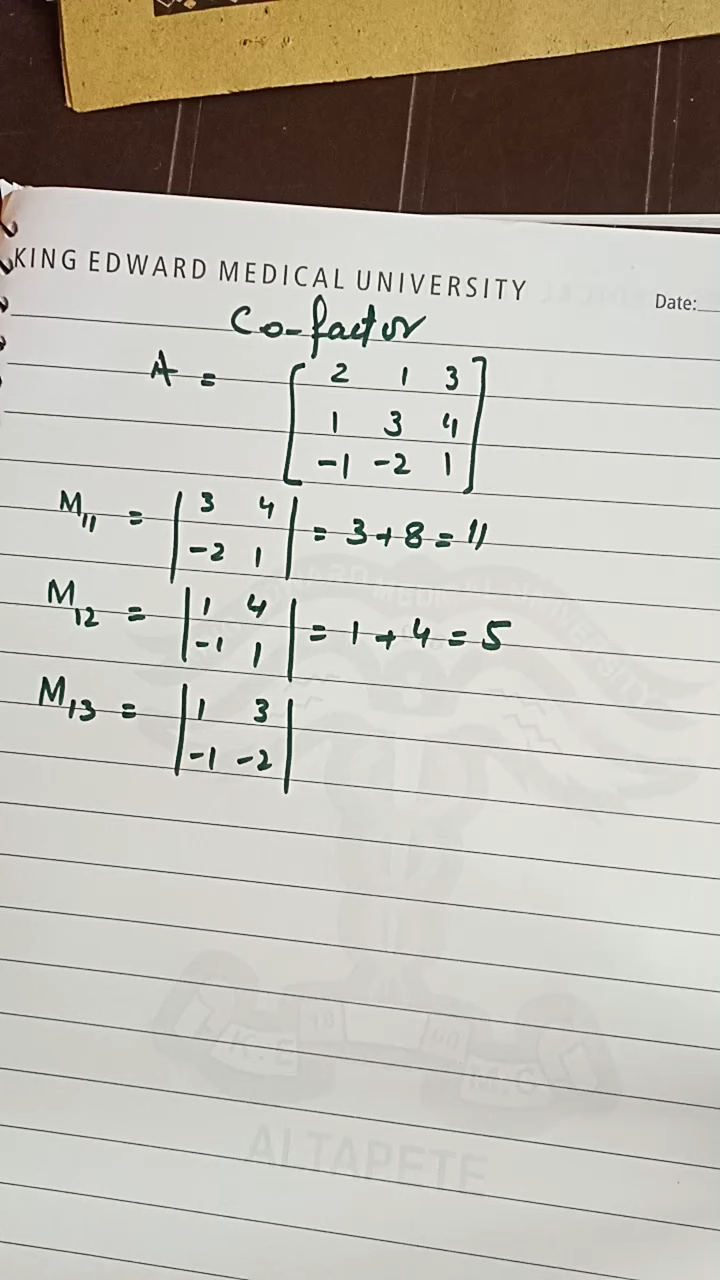 KING EDWARD MEDICAL UNIVERSITY
Date:
Co-factor
A = [ 2 1 3
1 3 4
-1 -2 1 ]
M11 = | 3 4
-2 1 | = 3+8 = 11
M12 = | 1 4
-1 1 | = 1+4 = 5
M13 = | 1 3
-1 -2 |
ALTAPETE